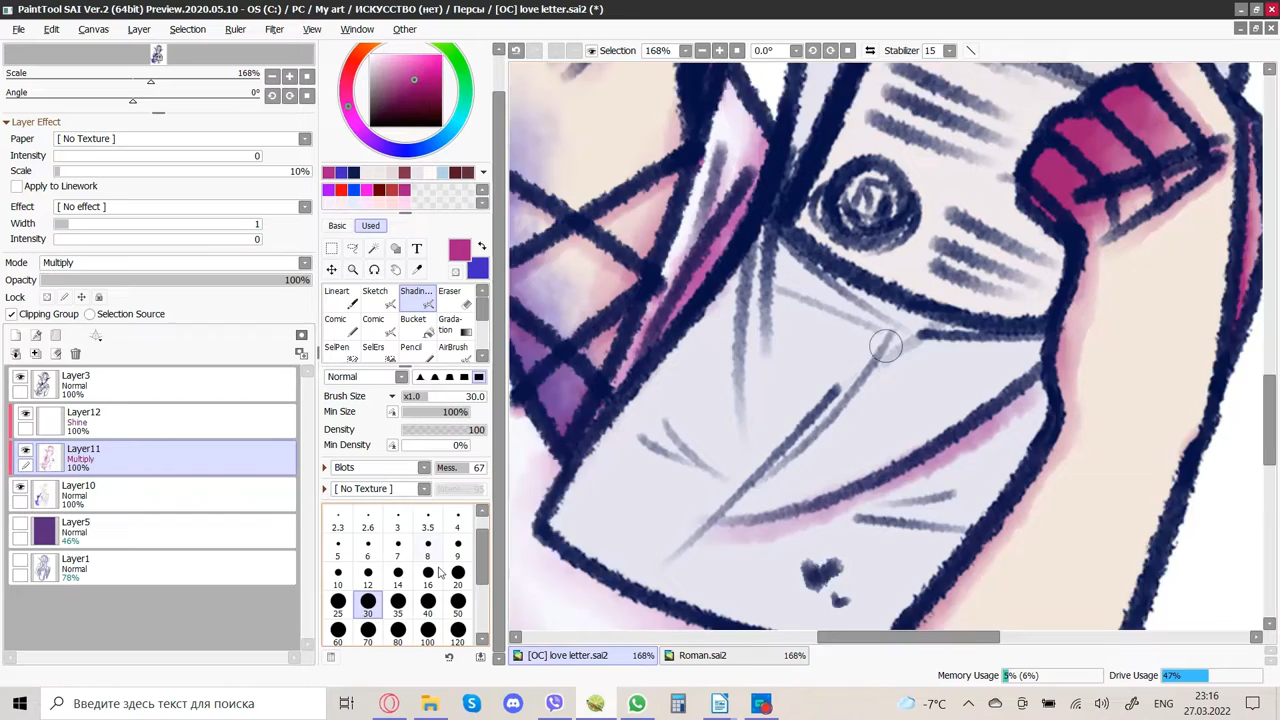 PaintTool SAI Ver.2 (64bit) Preview.2020.05.10 - OS (C:) / PC / My art / ИСКУССТВО (нет) / Персы / [OC] love letter.sai2 (*)
File Edit Canvas Layer Selection Ruler Filter View Window Other
Selection 168% 0.0° Stabilizer 15
Scale 168%
Angle 0°
Layer Effect
Paper [ No Texture ]
Intensity 0
Scale 10%
Apply to Linework
Effect [ No effect ]
Width 1
Intensity 0
Mode Multiply
Opacity 100%
Lock
Clipping Group Selection Source
Layer3
Normal
100%
Layer12
Shine
100%
Layer11
Multiply
100%
Layer10
Normal
100%
Layer5
Normal
46%
Layer1
Normal
78%
Basic Used
T
Lineart Sketch Shadin... Eraser
Comic Comic Bucket Grada-
tion
SelPen SelErs Pencil AirBrush
Normal
Brush Size x1.0 30.0
Min Size 100%
Density 100
Min Density 0%
Blots Mess. 67
[ No Texture ]
2.3 2.6 3 3.5 4
5 6 7 8 9
10 12 14 16 20
25 30 35 40 50
60 70 80 100 120
[OC] love letter.sai2 168% Roman.sai2 168%
Memory Usage 5% (6%) Drive Usage 47%
Введите здесь текст для поиска
-7°C
23:16
27.03.2022